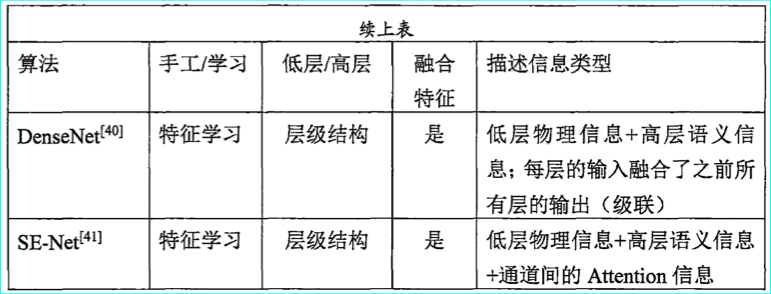 续上表
算法 手工/学习 低层/高层 融合 描述信息类型
特征
DenseNet[40] 特征学习 层级结构 是 低层物理信息+高层语义信
息；每层的输入融合了之前所
有层的输出（级联）
SE-Net[41] 特征学习 层级结构 是 低层物理信息+高层语义信息
+通道间的 Attention 信息